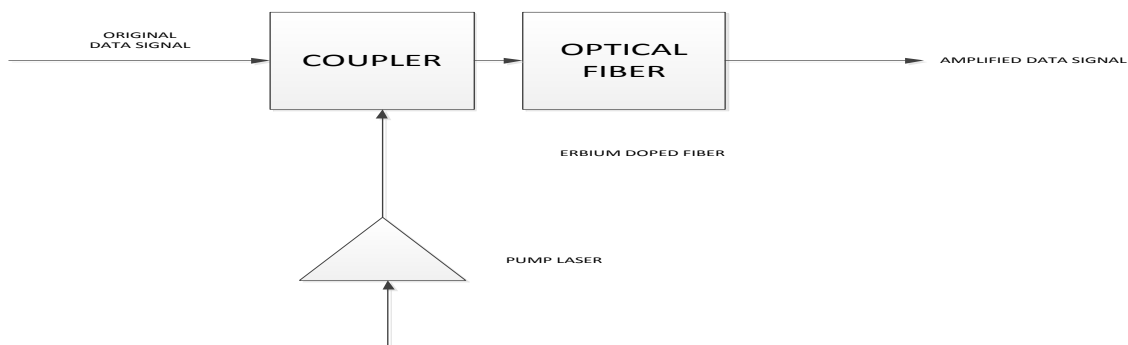 ORIGINAL
DATA SIGNAL
COUPLER
OPTICAL
FIBER
AMPLIFIED DATA SIGNAL
ERBIUM DOPED FIBER
PUMP LASER